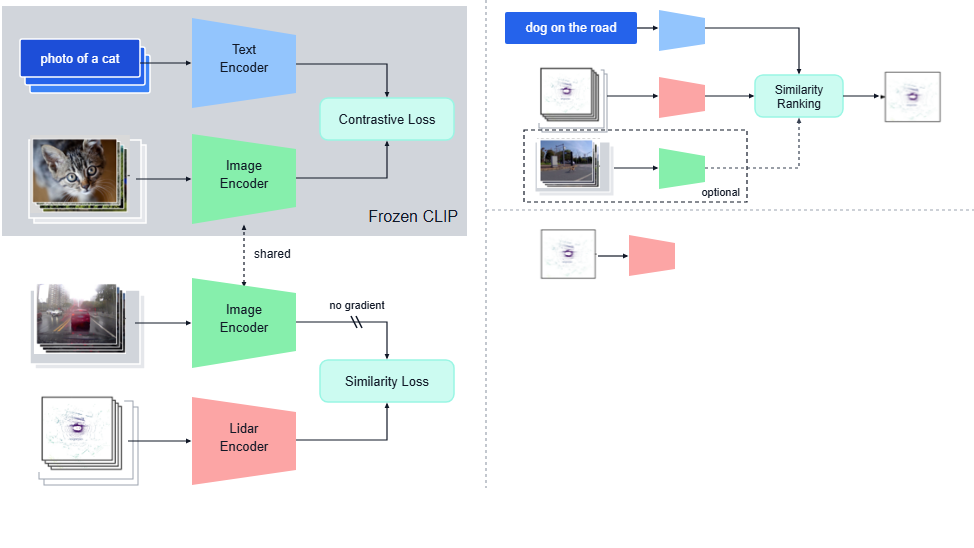 photo of a cat
Text
Encoder
Contrastive Loss
Image
Encoder
Frozen CLIP
shared
Image
Encoder
no gradient
Similarity Loss
Lidar
Encoder
dog on the road
Similarity
Ranking
optional